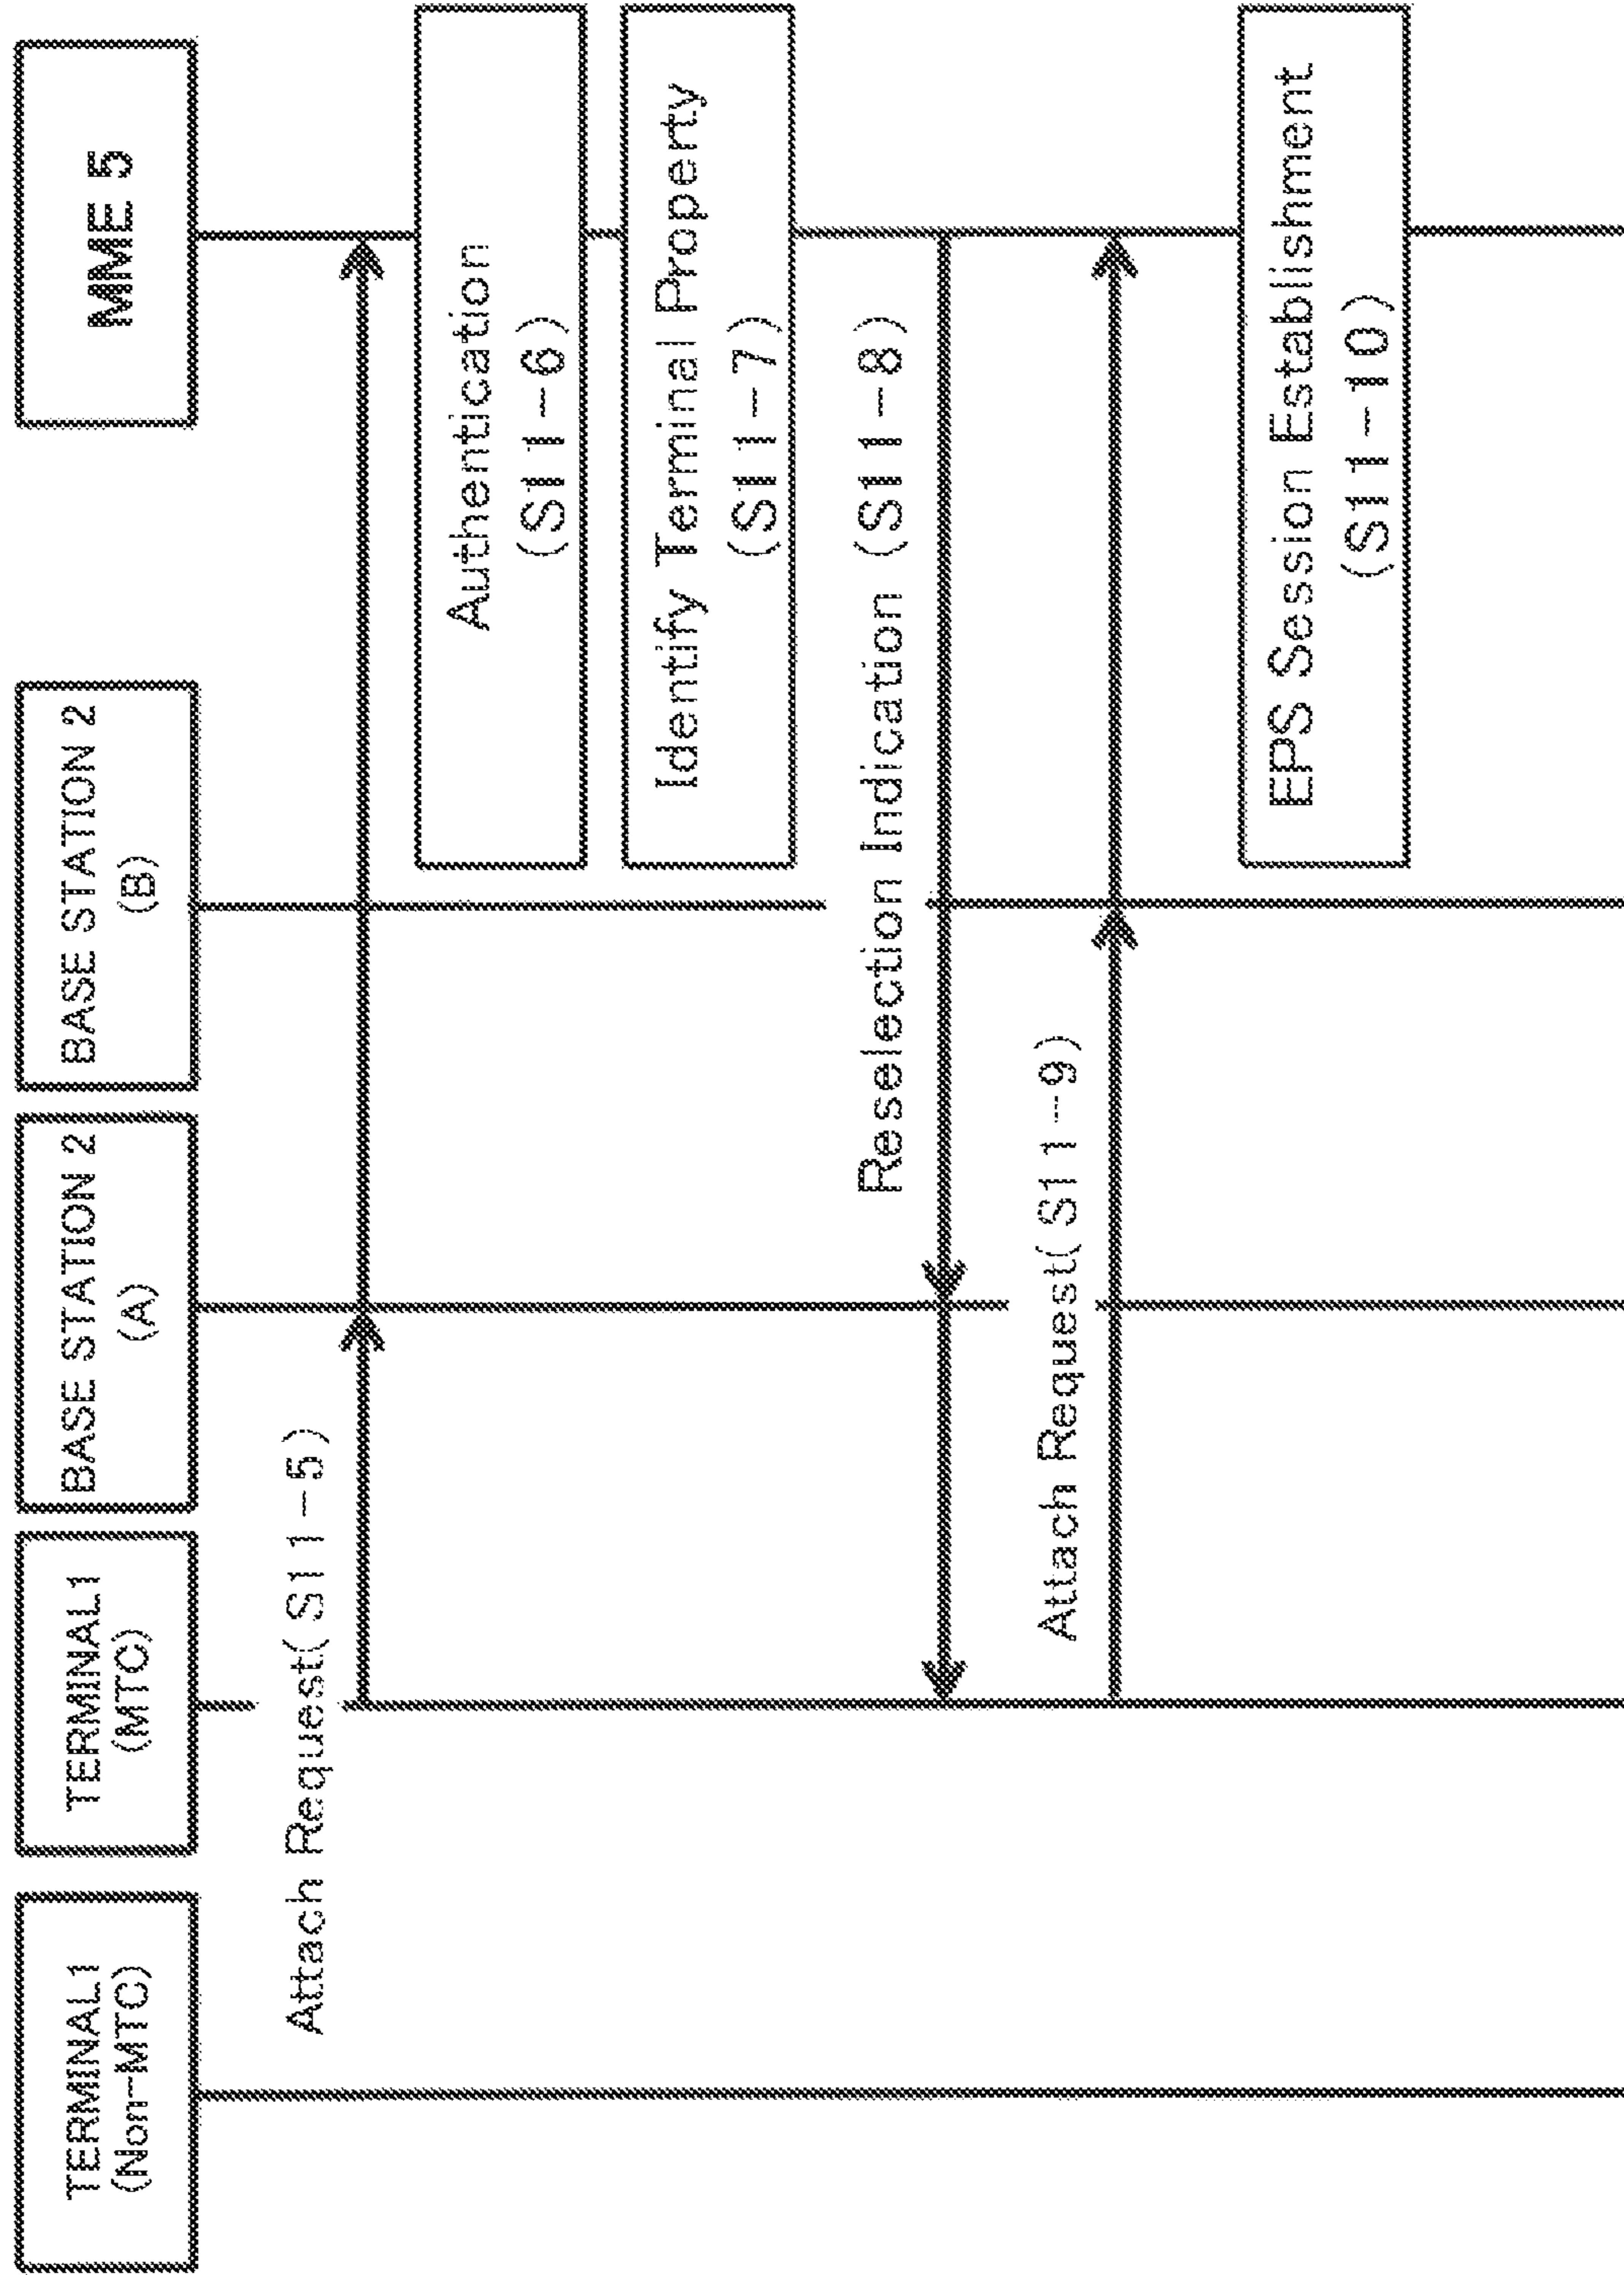 TERMINAL1
(Non-MTC)
TERMINAL1
(MTC)
BASE STATION 2
(A)
BASE STATION 2
(B)
MME 5
Attach Request(S11-5)
Authentication
(S11-6)
Identify Terminal Property
(S11-7)
Reselection Indication (S11-8)
Attach Request(S11-9)
EPS Session Establishment
(S11-10)